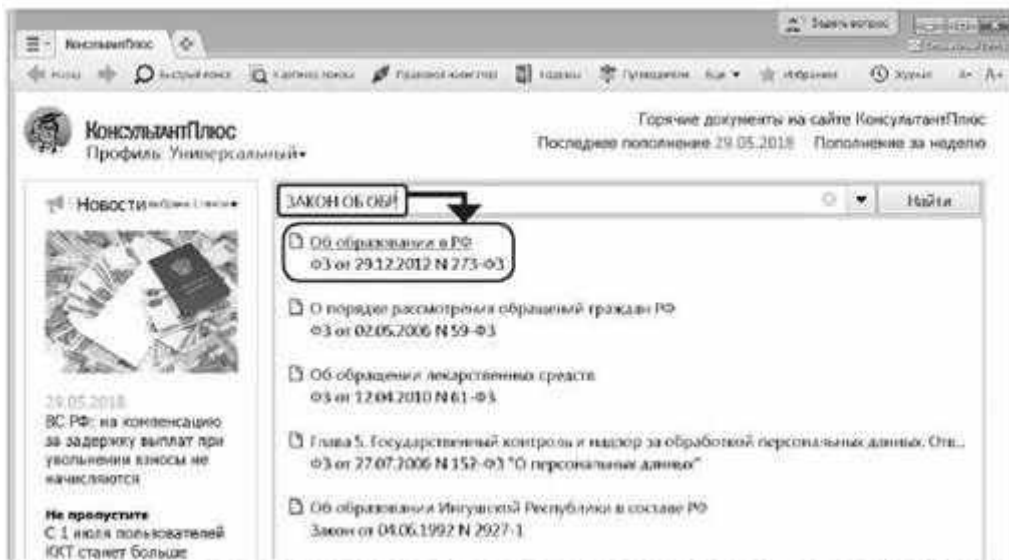 Задать вопрос
КонсультантПлюс
Назад Быстрый поиск Карточка поиска Правовой навигатор Кодексы Путеводители Еще Избранное Журнал А- А+
КонсультантПлюс
Профиль: Универсальный
Горячие документы на сайте КонсультантПлюс
Последнее пополнение 29.05.2018 Пополнение за неделю
Новости
ЗАКОН ОБ ОБР
Найти
Об образовании в РФ
ФЗ от 29.12.2012 N 273-ФЗ
О порядке рассмотрения обращений граждан РФ
ФЗ от 02.05.2006 N 59-ФЗ
Об обращении лекарственных средств
ФЗ от 12.04.2010 N 61-ФЗ
Глава 5. Государственный контроль и надзор за обработкой персональных данных. Отв...
ФЗ от 27.07.2006 N 152-ФЗ "О персональных данных"
Об образовании Ингушской Республики в составе РФ
Закон от 04.06.1992 N 2927-1
29.05.2018
ВС РФ: на компенсацию
за задержку выплат при
увольнении взносы не
начисляются
Не пропустите
С 1 июля пользователей
ККТ станет больше